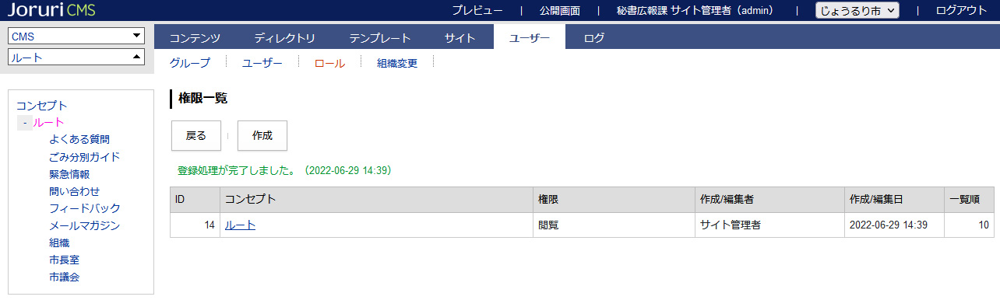 Joruri CMS プレビュー | 公開画面 | 秘書広報課 サイト管理者（admin） | じょうるり市 | ログアウト
CMS
ルート
コンテンツ ディレクトリ テンプレート サイト ユーザー ログ
グループ ユーザー ロール 組織変更
コンセプト
- ルート
よくある質問
ごみ分別ガイド
緊急情報
問い合わせ
フィードバック
メールマガジン
組織
市長室
市議会
権限一覧
戻る | 作成
登録処理が完了しました。（2022-06-29 14:39）
ID コンセプト 権限 作成/編集者 作成/編集日 一覧順
14 ルート 閲覧 サイト管理者 2022-06-29 14:39 10